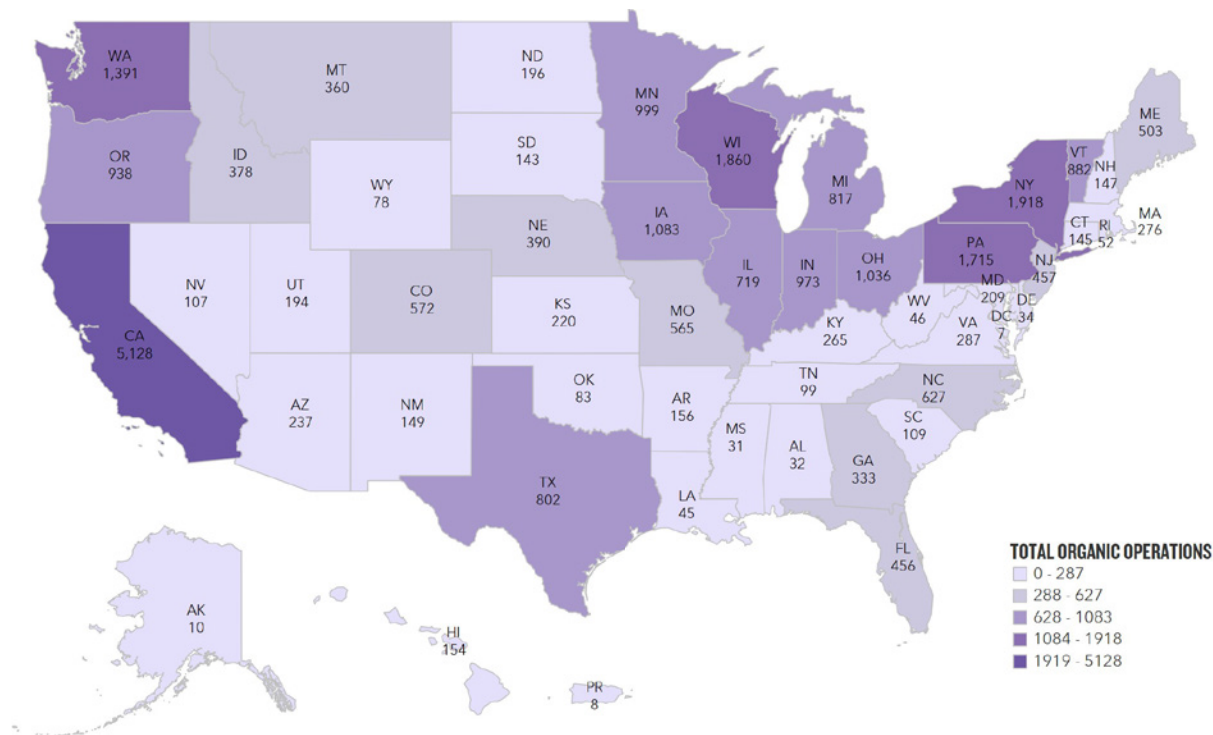 WA
1,391
MT
360
ND
196
MN
999
ME
503
OR
938
ID
378
WY
78
SD
143
WI
1,860
MI
817
VT
882
NH
147
NY
1,918
MA
276
CT
145
RI
52
IA
1,083
NE
390
PA
1,715
NJ
457
NV
107
UT
194
CO
572
KS
220
MO
565
IL
719
IN
973
OH
1,036
WV
46
MD
209
DE
34
DC
7
VA
287
KY
265
CA
5,128
AZ
237
NM
149
OK
83
AR
156
TN
99
NC
627
SC
109
MS
31
AL
32
GA
333
TX
802
LA
45
FL
456
AK
10
HI
154
PR
8
TOTAL ORGANIC OPERATIONS
0 - 287
288 - 627
628 - 1083
1084 - 1918
1919 - 5128